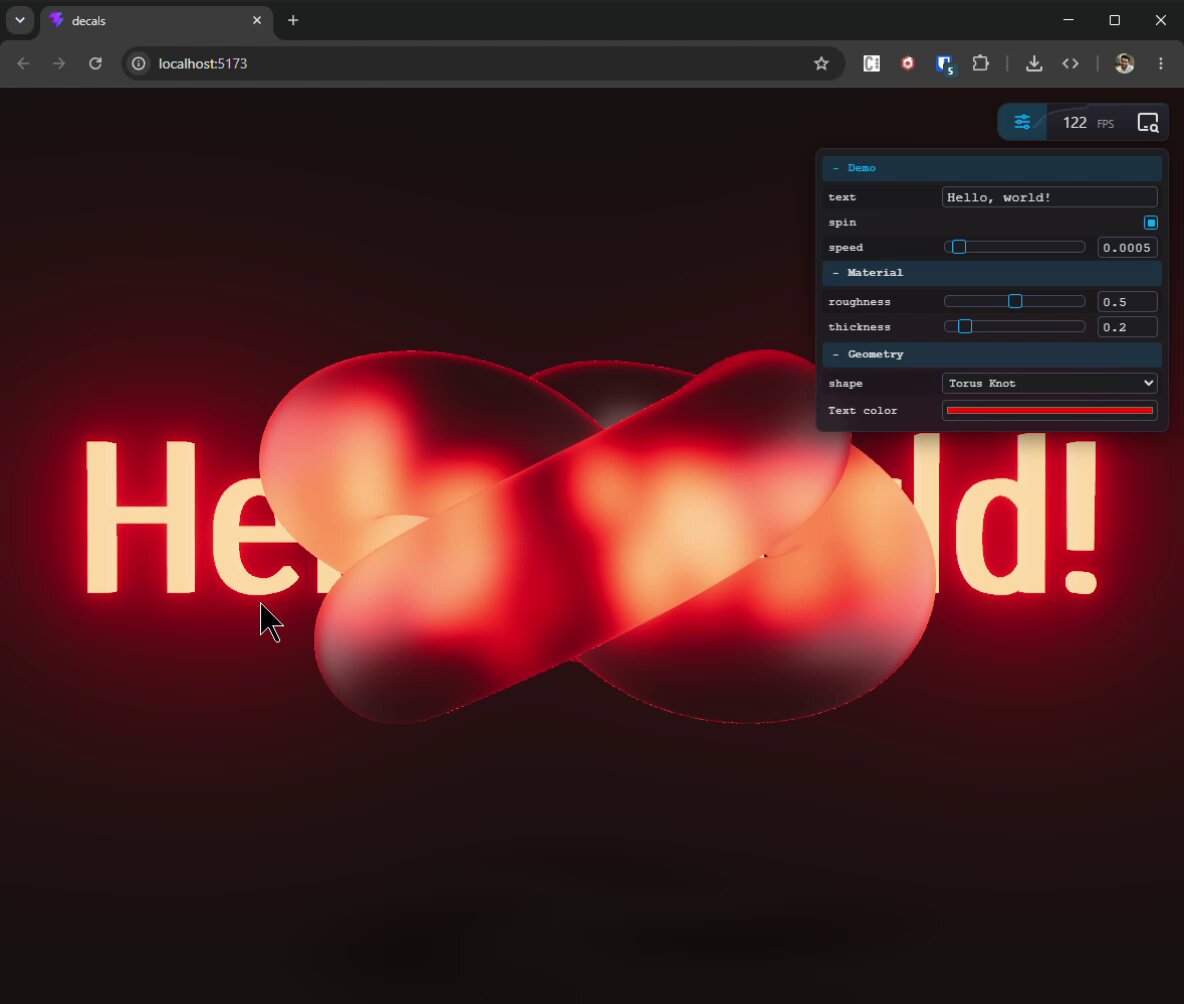 decals
localhost:5173
5
122 FPS
- Demo
text Hello, world!
spin
speed 0.0005
- Material
roughness 0.5
thickness 0.2
- Geometry
shape Torus Knot
Text color
He ld!